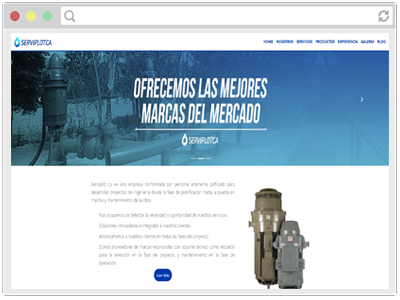 SERVIPLOTCA
HOME NOSOTROS SERVICIOS PRODUCTOS EXPERIENCIA GALERIA BLOG
OFRECEMOS LAS MEJORES
MARCAS DEL MERCADO
SERVIPLOTCA
Serviplot C.A es una empresa conformada por personal altamente calificado para
desarrollar proyectos de ingeniería desde la fase de planificación hasta la puesta en
marcha y mantenimiento de la obra.
Nos ocupamos de detectar la necesidad y oportunidad de nuestros servicios.
Soluciones innovadoras e integrales a nuestros clientes.
Acompañamos a nuestros clientes en todas las fases del proyecto.
Somos proveedores de marcas reconocidas con soporte técnico como respaldo
para la selección en la fase de proyecto y mantenimiento en la fase de
operación.
Leer Más